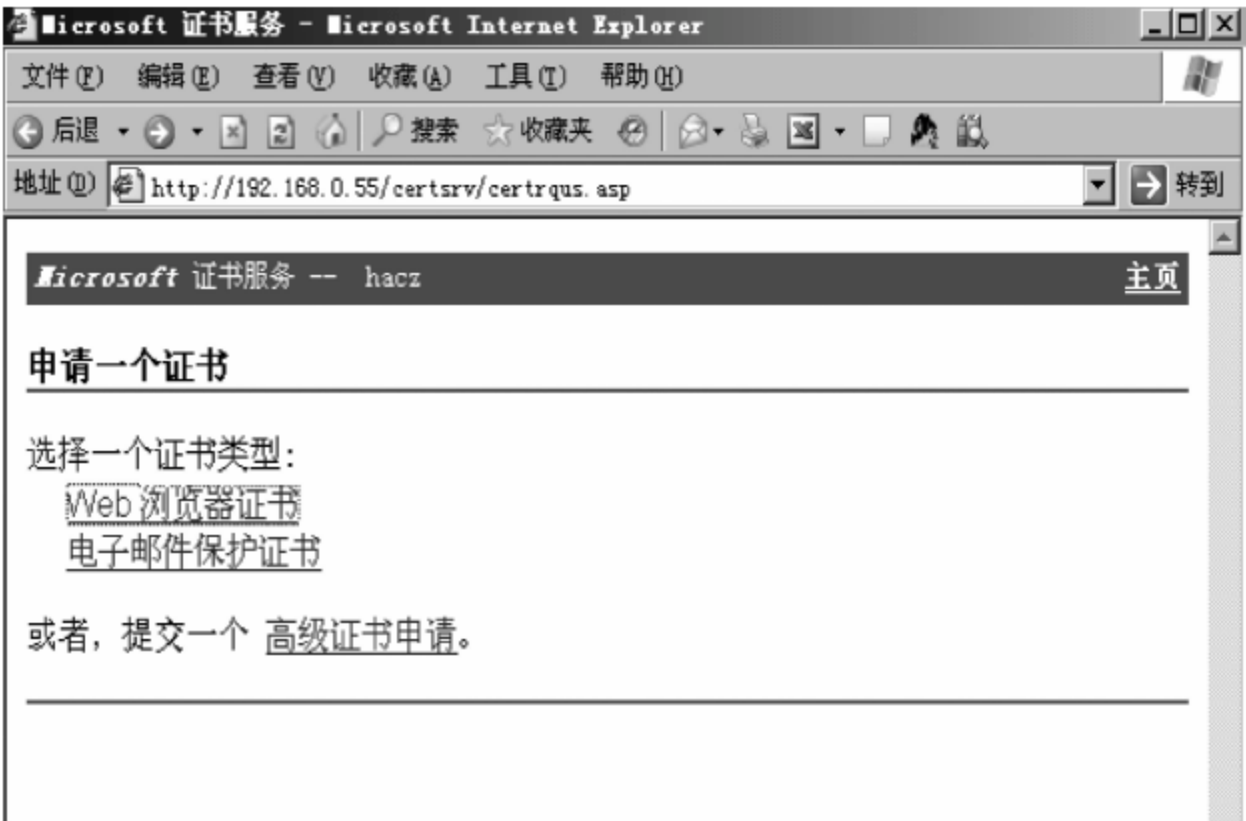 Microsoft 证书服务 - Microsoft Internet Explorer
文件(F) 编辑(E) 查看(V) 收藏(A) 工具(T) 帮助(H)
后退 搜索 收藏夹
地址(D) http://192.168.0.55/certsrv/certrqus.asp 转到
Microsoft 证书服务 -- hacz 主页
申请一个证书
选择一个证书类型:
Web 浏览器证书
电子邮件保护证书
或者，提交一个 高级证书申请。